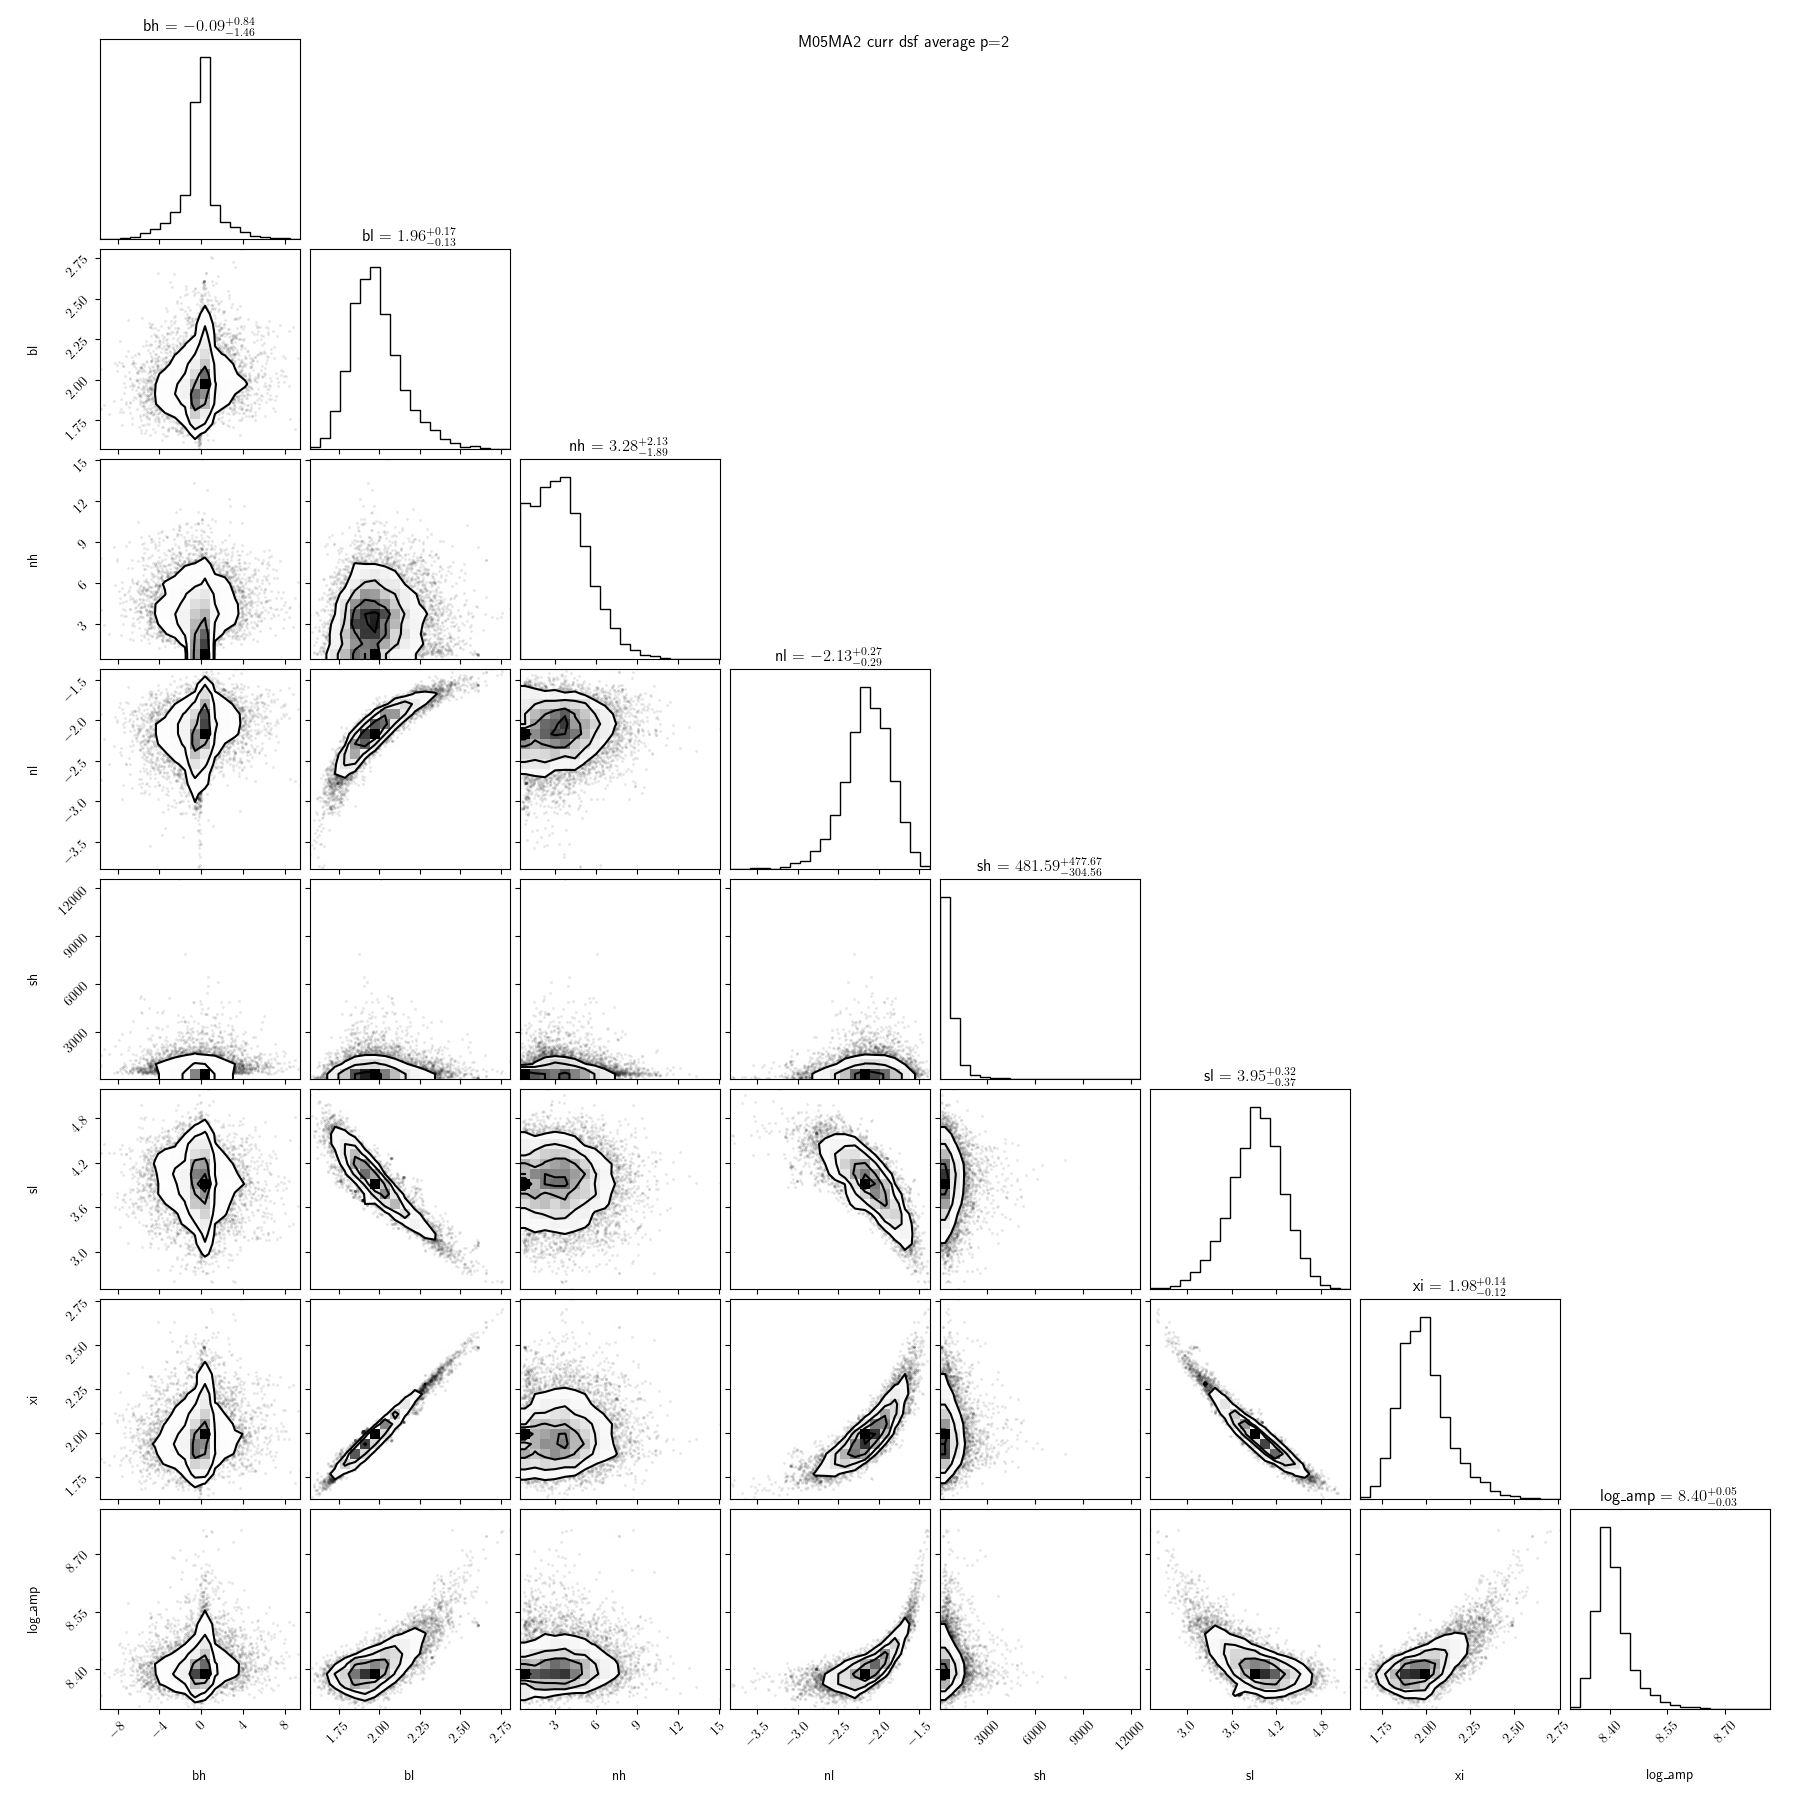 M05MA2 curr dsf average p=2
bh = −0.09 +0.84 −1.46
bl = 1.96 +0.17 −0.13
2.75
2.50
2.25
2.00
1.75
bl
nh = 3.28 +2.13 −1.89
15
12
9
6
3
nh
nl = −2.13 +0.27 −0.29
−1.5
−2.0
−2.5
−3.0
−3.5
nl
sh = 481.59 +477.67 −304.56
12000
9000
6000
3000
sh
sl = 3.95 +0.32 −0.37
4.8
4.2
3.6
3.0
sl
xi = 1.98 +0.14 −0.12
2.75
2.50
2.25
2.00
1.75
xi
log_amp = 8.40 +0.05 −0.03
8.70
8.55
8.40
log_amp
−8 −4 0 4 8 1.75 2.00 2.25 2.50 2.75 3 6 9 12 15 −3.5 −3.0 −2.5 −2.0 −1.5 3000 6000 9000 12000 3.0 3.6 4.2 4.8 1.75 2.00 2.25 2.50 2.75 8.40 8.55 8.70
bh bl nh nl sh sl xi log_amp